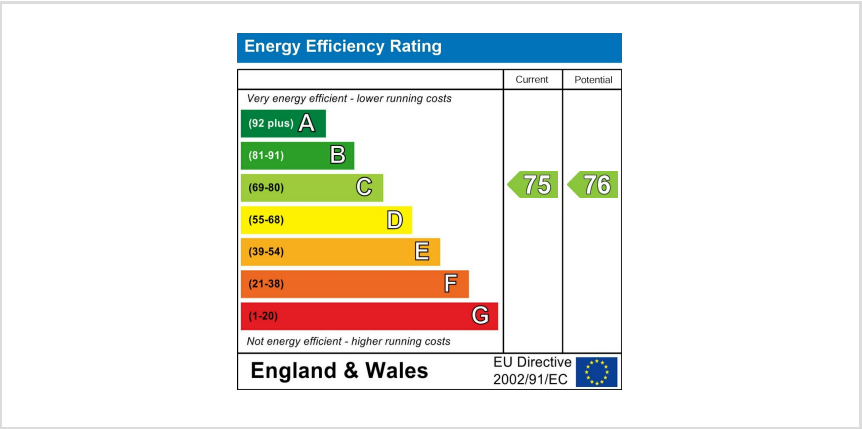 Energy Efficiency Rating
Current Potential
Very energy efficient - lower running costs
(92 plus) A
(81-91) B
(69-80) C
75 76
(55-68) D
(39-54) E
(21-38) F
(1-20) G
Not energy efficient - higher running costs
England & Wales
EU Directive
2002/91/EC